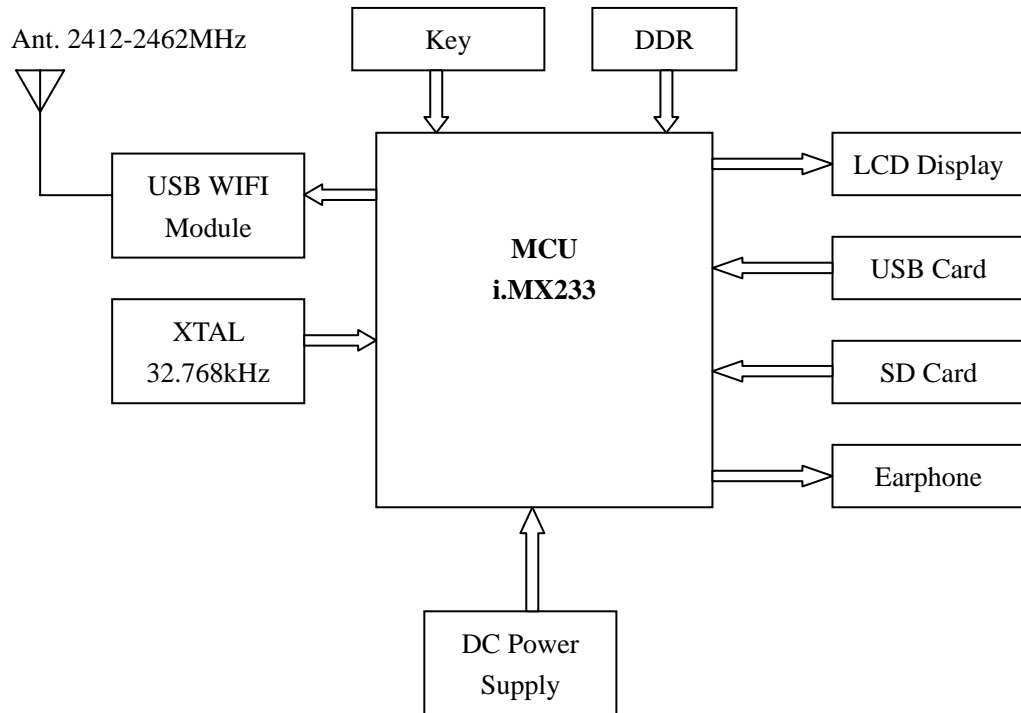 Ant. 2412-2462MHz
Key
DDR
USB WIFI
Module
LCD Display
MCU
i.MX233
USB Card
XTAL
32.768kHz
SD Card
Earphone
DC Power
Supply